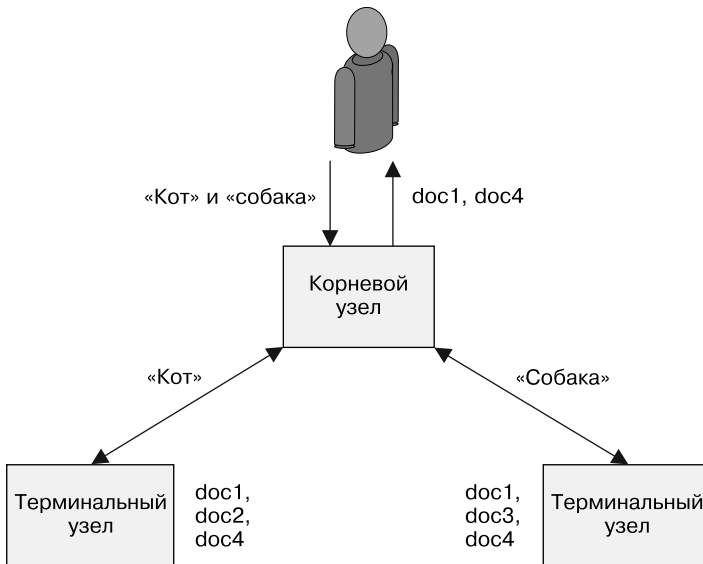 «Кот» и «собака»
doc1, doc4
Корневой
узел
«Кот»
«Собака»
Терминальный
узел
doc1,
doc2,
doc4
doc1,
doc3,
doc4
Терминальный
узел